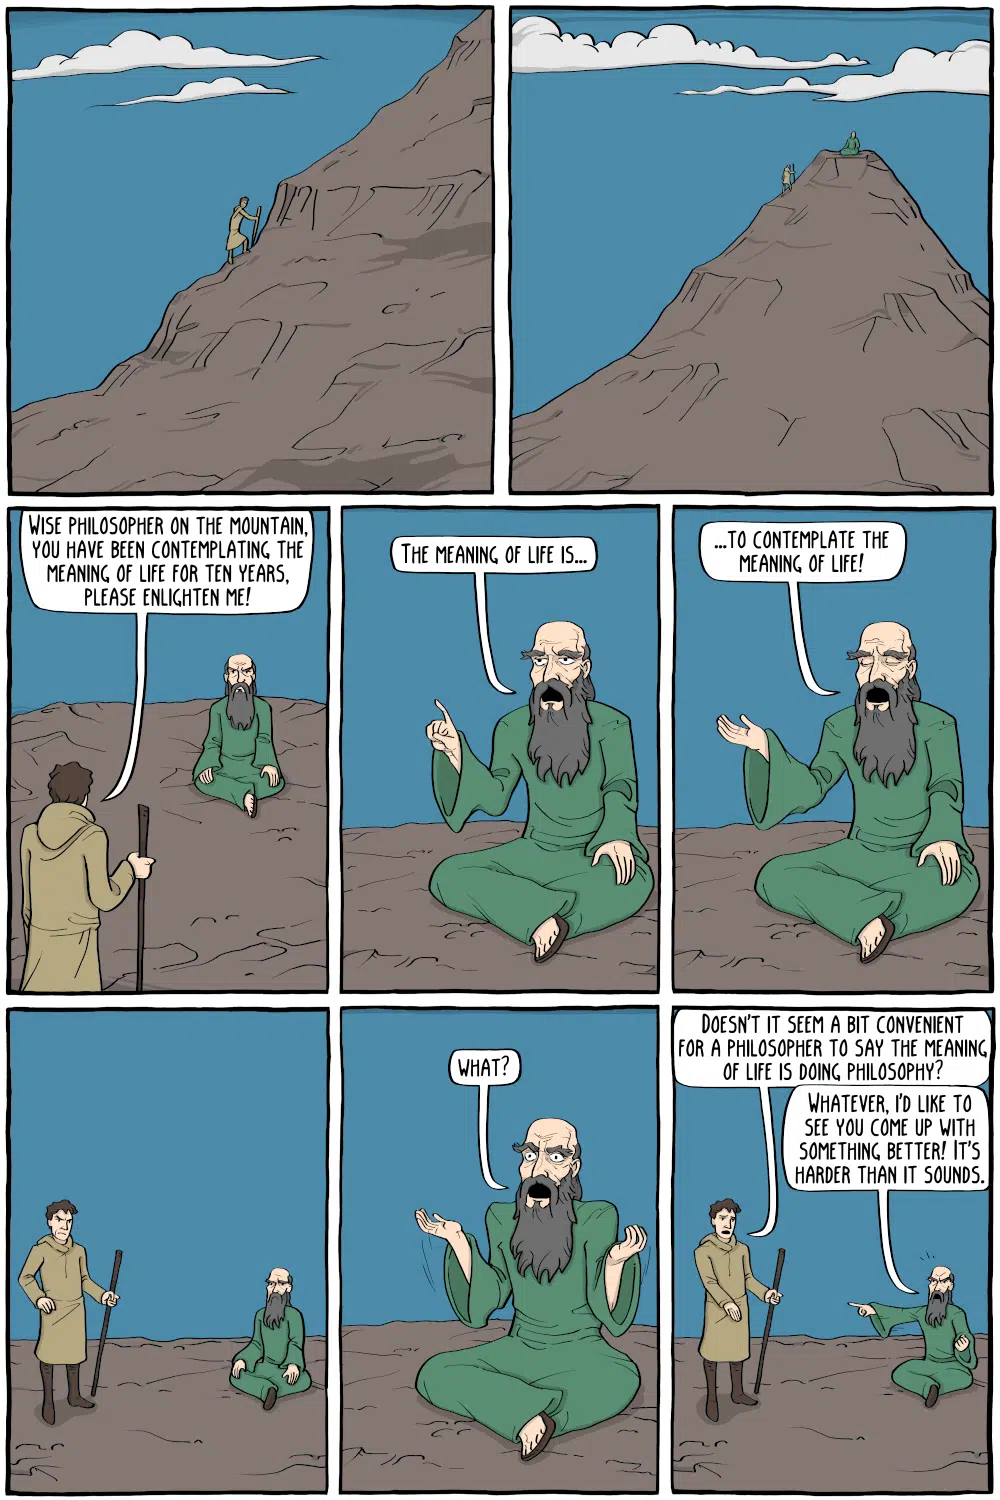 WISE PHILOSOPHER ON THE MOUNTAIN,
YOU HAVE BEEN CONTEMPLATING THE
MEANING OF LIFE FOR TEN YEARS,
PLEASE ENLIGHTEN ME!
THE MEANING OF LIFE IS...
...TO CONTEMPLATE THE
MEANING OF LIFE!
WHAT?
DOESN'T IT SEEM A BIT CONVENIENT
FOR A PHILOSOPHER TO SAY THE MEANING
OF LIFE IS DOING PHILOSOPHY?
WHATEVER, I'D LIKE TO
SEE YOU COME UP WITH
SOMETHING BETTER! IT'S
HARDER THAN IT SOUNDS.